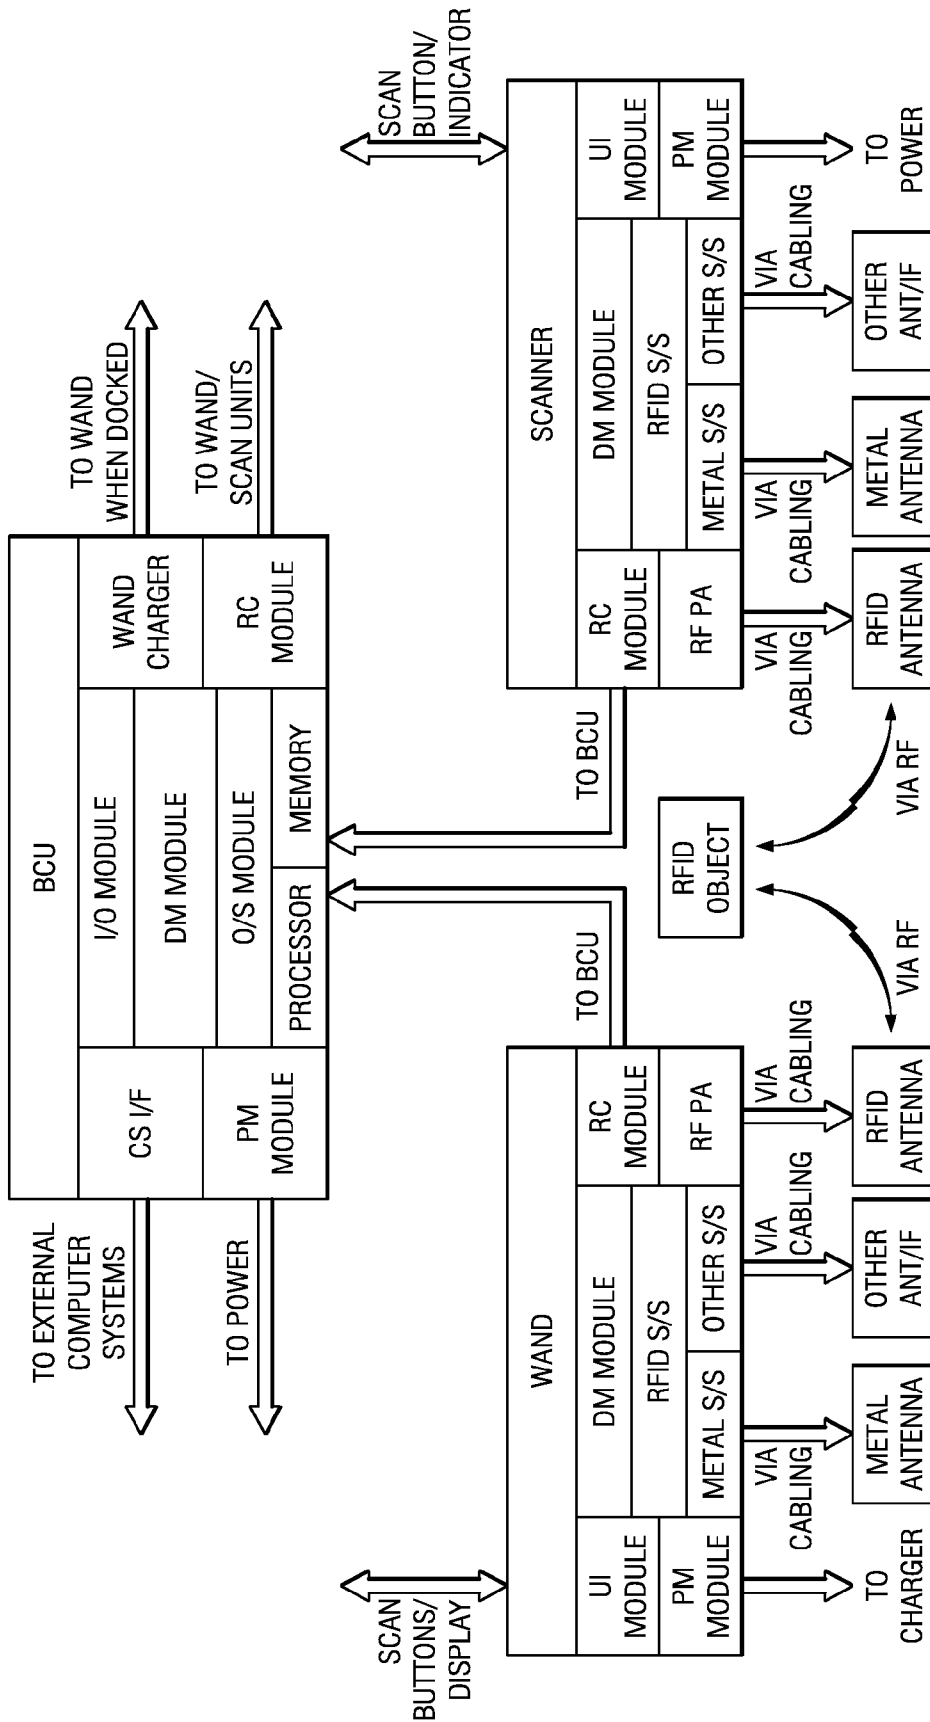 BCU
TO EXTERNAL
COMPUTER
SYSTEMS
CS I/F
I/O MODULE
WAND
CHARGER
TO WAND
WHEN DOCKED
DM MODULE
TO POWER
PM
MODULE
O/S MODULE
RC
MODULE
TO WAND/
SCAN UNITS
PROCESSOR
MEMORY
SCAN
BUTTONS/
DISPLAY
SCAN
BUTTON/
INDICATOR
WAND
UI
MODULE
DM MODULE
RC
MODULE
TO BCU
RFID S/S
PM
MODULE
METAL S/S
OTHER S/S
RF PA
VIA
CABLING
VIA
CABLING
VIA
CABLING
TO
CHARGER
METAL
ANTENNA
OTHER
ANT/IF
RFID
ANTENNA
RFID
OBJECT
VIA RF
VIA RF
SCANNER
TO BCU
RC
MODULE
DM MODULE
UI
MODULE
RFID S/S
RF PA
METAL S/S
OTHER S/S
PM
MODULE
VIA
CABLING
VIA
CABLING
VIA
CABLING
RFID
ANTENNA
METAL
ANTENNA
OTHER
ANT/IF
TO
POWER